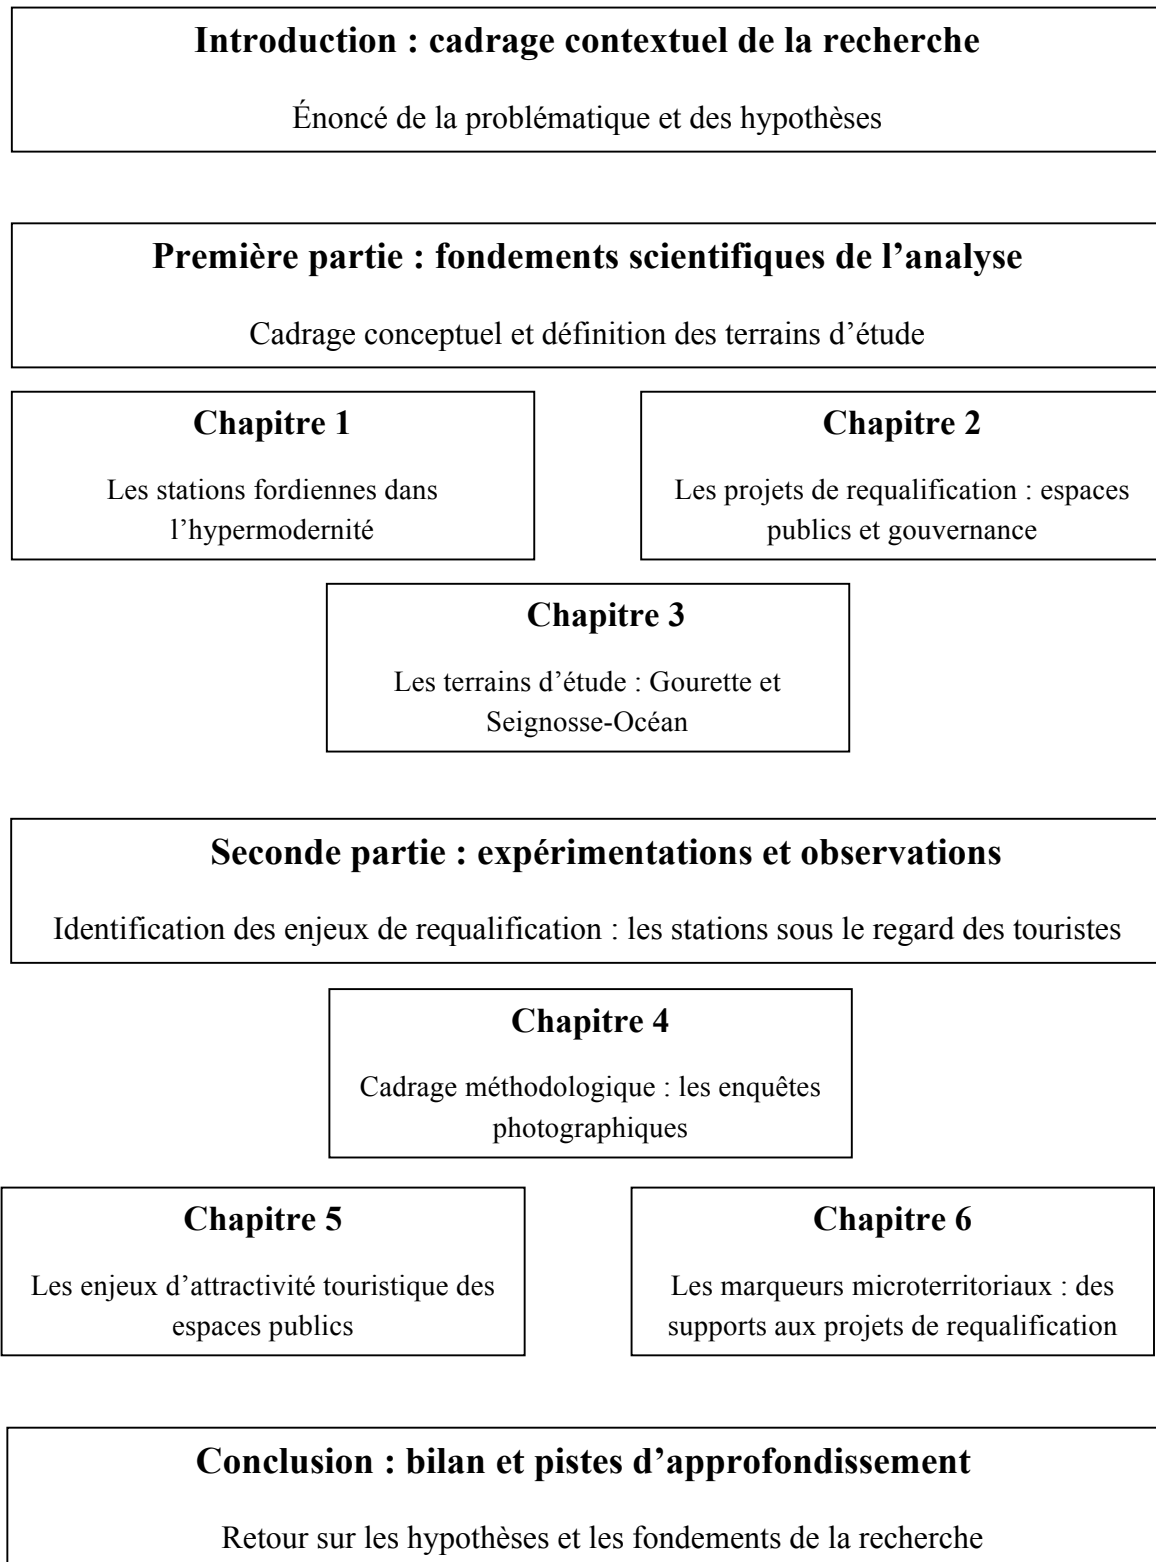 Introduction : cadrage contextuel de la recherche
Énoncé de la problématique et des hypothèses
Première partie : fondements scientifiques de l’analyse
Cadrage conceptuel et définition des terrains d’étude
Chapitre 1
Les stations fordiennes dans
l’hypermodernité
Chapitre 2
Les projets de requalification : espaces
publics et gouvernance
Chapitre 3
Les terrains d’étude : Gourette et
Seignosse-Océan
Seconde partie : expérimentations et observations
Identification des enjeux de requalification : les stations sous le regard des touristes
Chapitre 4
Cadrage méthodologique : les enquêtes
photographiques
Chapitre 5
Les enjeux d’attractivité touristique des
espaces publics
Chapitre 6
Les marqueurs microterritoriaux : des
supports aux projets de requalification
Conclusion : bilan et pistes d’approfondissement
Retour sur les hypothèses et les fondements de la recherche